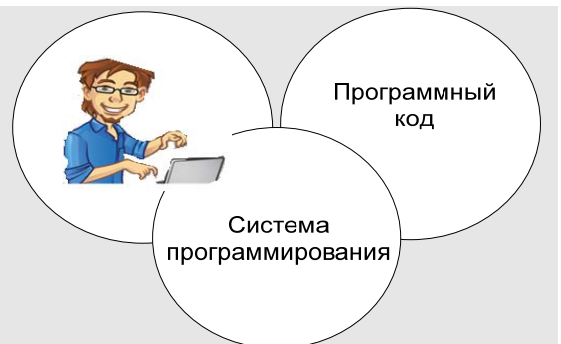 Программный
код
Система
программирования